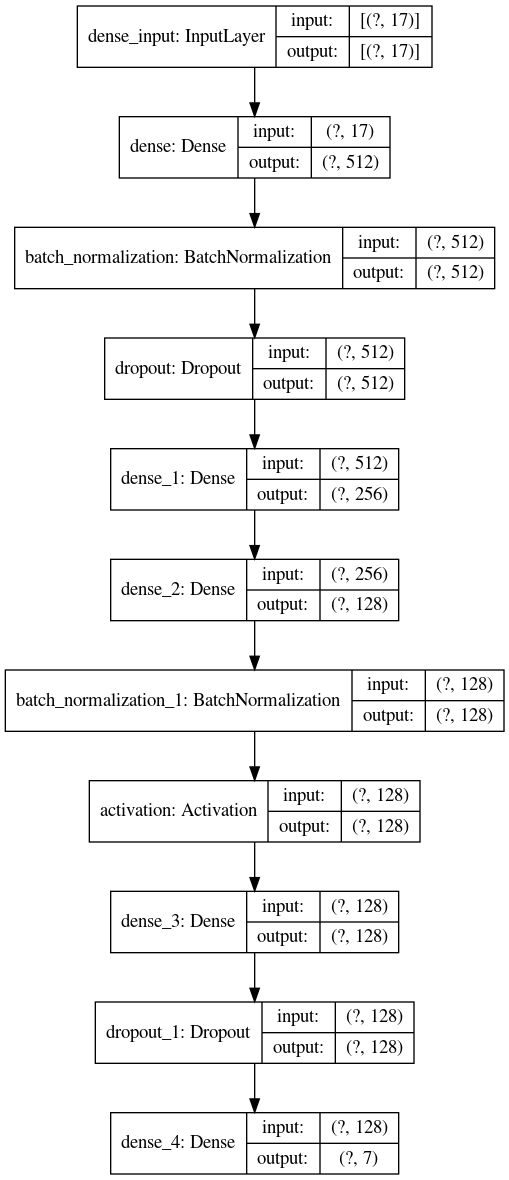 dense_input: InputLayer
input: [(?, 17)]
output: [(?, 17)]
dense: Dense
input: (?, 17)
output: (?, 512)
batch_normalization: BatchNormalization
input: (?, 512)
output: (?, 512)
dropout: Dropout
input: (?, 512)
output: (?, 512)
dense_1: Dense
input: (?, 512)
output: (?, 256)
dense_2: Dense
input: (?, 256)
output: (?, 128)
batch_normalization_1: BatchNormalization
input: (?, 128)
output: (?, 128)
activation: Activation
input: (?, 128)
output: (?, 128)
dense_3: Dense
input: (?, 128)
output: (?, 128)
dropout_1: Dropout
input: (?, 128)
output: (?, 128)
dense_4: Dense
input: (?, 128)
output: (?, 7)